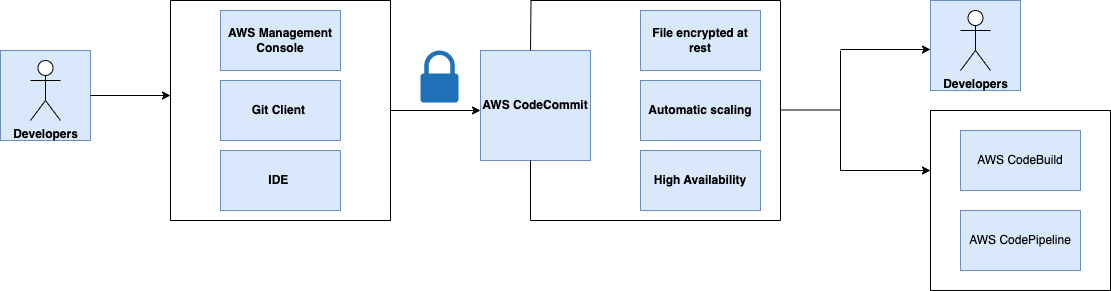 Developers
AWS Management
Console
Git Client
IDE
AWS CodeCommit
File encrypted at
rest
Automatic scaling
High Availability
Developers
AWS CodeBuild
AWS CodePipeline